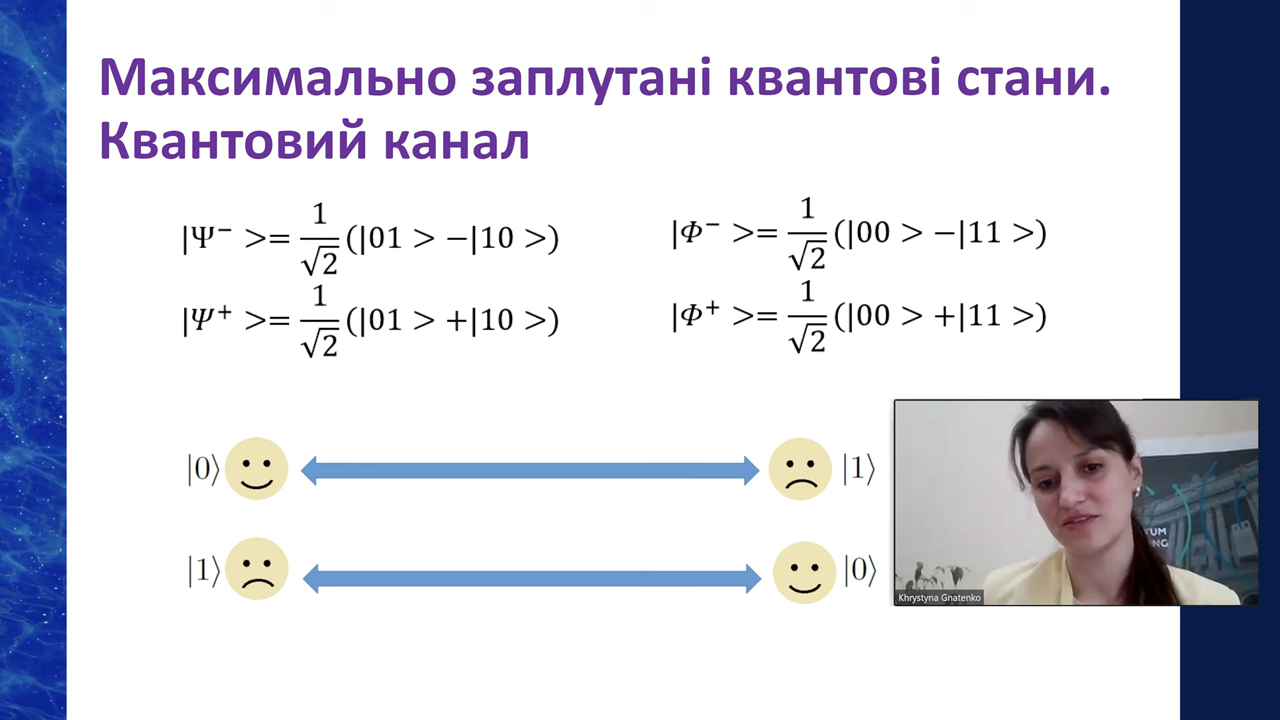 Максимально заплутані квантові стани.
Квантовий канал
|Ψ⁻ >= 1/√2 (|01 > −|10 >)
|Φ⁻ >= 1/√2 (|00 > −|11 >)
|Ψ⁺ >= 1/√2 (|01 > +|10 >)
|Φ⁺ >= 1/√2 (|00 > +|11 >)
|0⟩ |1⟩
|1⟩ |0⟩
Khrystyna Gnatenko